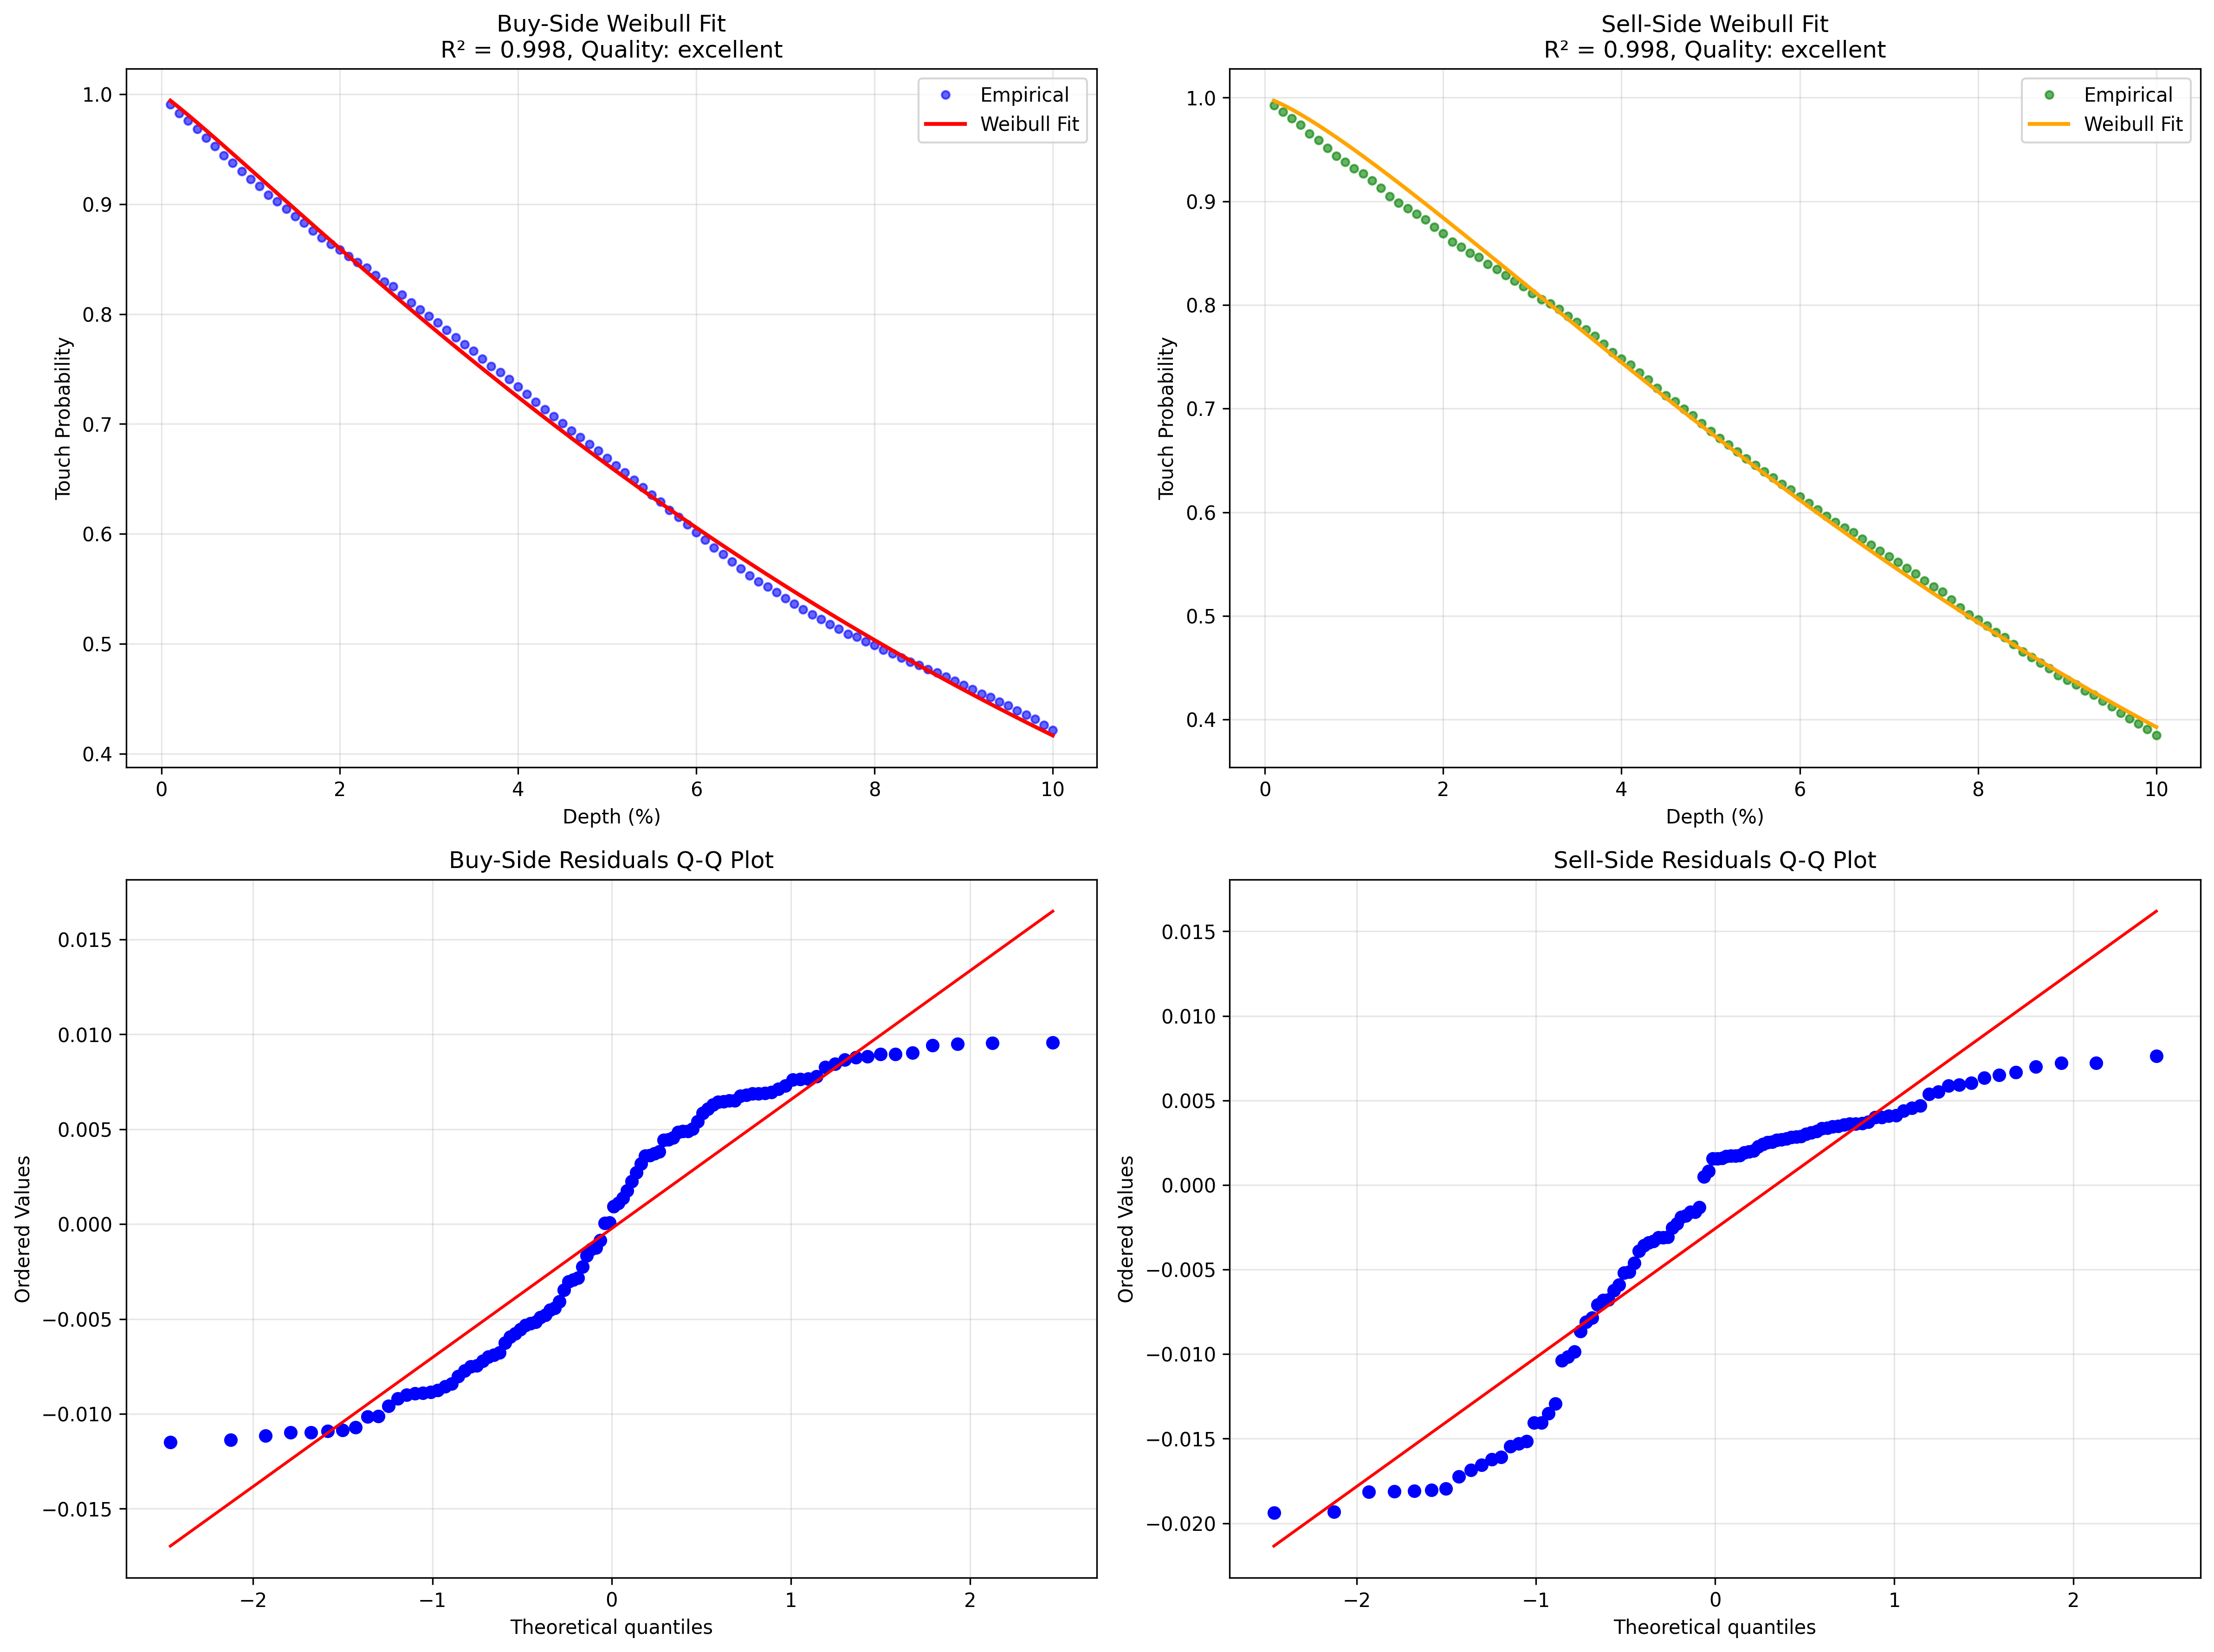 Buy-Side Weibull Fit
R² = 0.998, Quality: excellent
Empirical
Weibull Fit
1.0
0.9
0.8
0.7
0.6
0.5
0.4
Touch Probability
0
2
4
6
8
10
Depth (%)
Sell-Side Weibull Fit
R² = 0.998, Quality: excellent
Empirical
Weibull Fit
1.0
0.9
0.8
0.7
0.6
0.5
0.4
Touch Probability
0
2
4
6
8
10
Depth (%)
Buy-Side Residuals Q-Q Plot
0.015
0.010
0.005
0.000
−0.005
−0.010
−0.015
Ordered Values
−2
−1
0
1
2
Theoretical quantiles
Sell-Side Residuals Q-Q Plot
0.015
0.010
0.005
0.000
−0.005
−0.010
−0.015
−0.020
Ordered Values
−2
−1
0
1
2
Theoretical quantiles